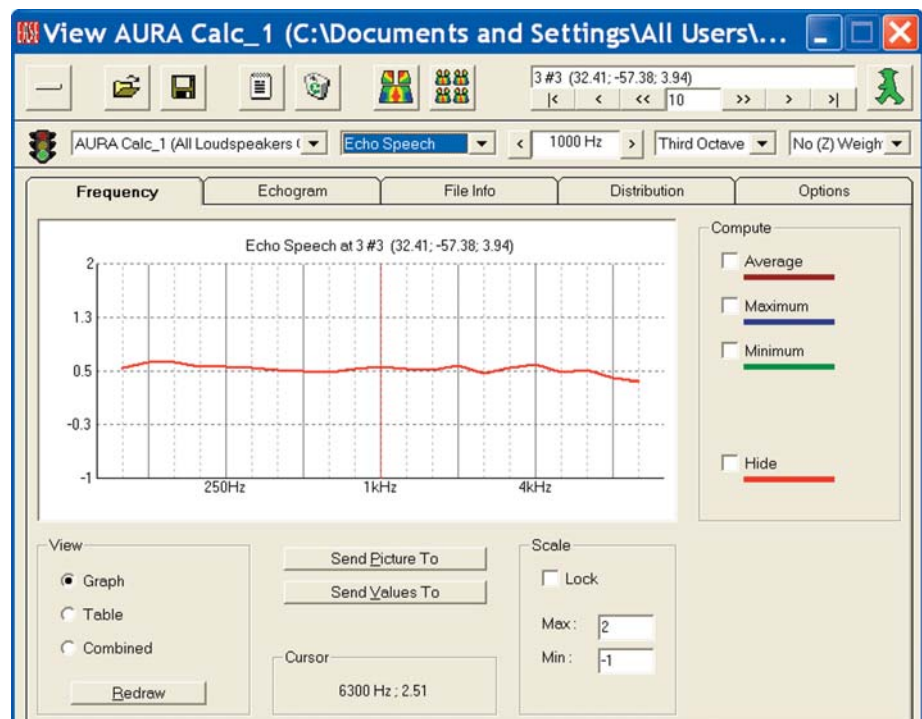 EASE View AURA Calc_1 (C:\Documents and Settings\All Users\...
3 #3 (32.41; -57.38; 3.94)
|< < << 10 >> > >|
AURA Calc_1 (All Loudspeakers ( Echo Speech < 1000 Hz > Third Octave No (Z) Weigh
Frequency Echogram File Info Distribution Options
Echo Speech at 3 #3 (32.41; -57.38; 3.94)
2
1.3
0.5
-0.3
-1
250Hz 1kHz 4kHz
Compute
Average
Maximum
Minimum
Hide
View
Graph
Table
Combined
Redraw
Send Picture To
Send Values To
Cursor
6300 Hz ; 2.51
Scale
Lock
Max : 2
Min : -1